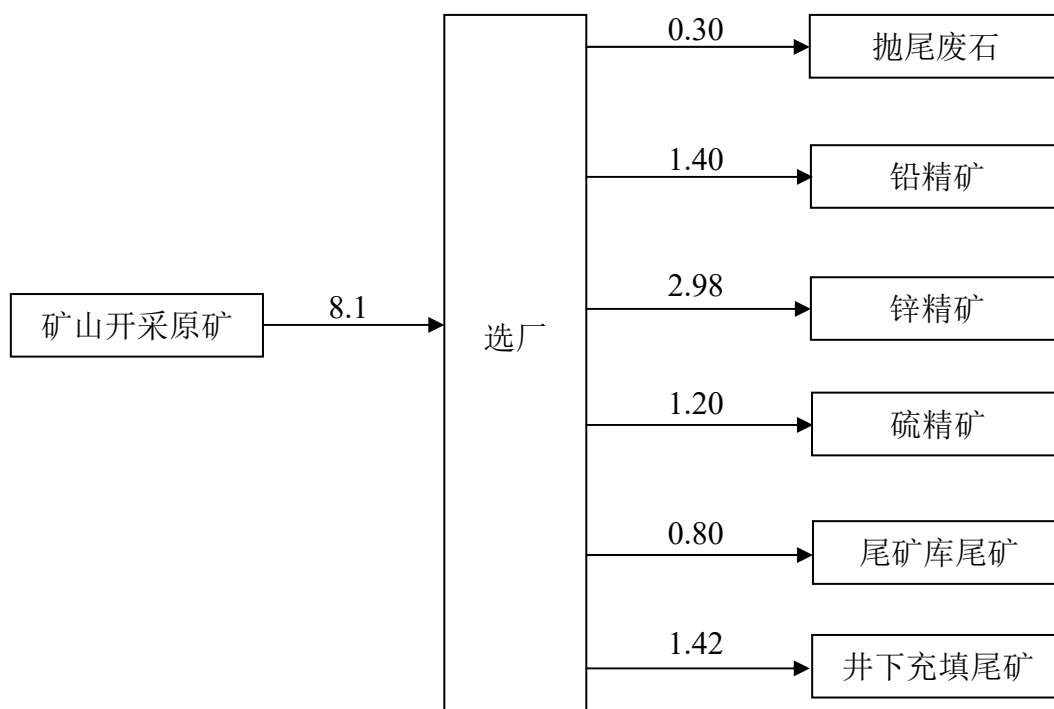 0.30
抛尾废石
1.40
铅精矿
2.98
锌精矿
矿山开采原矿
8.1
选厂
1.20
硫精矿
0.80
尾矿库尾矿
1.42
井下充填尾矿